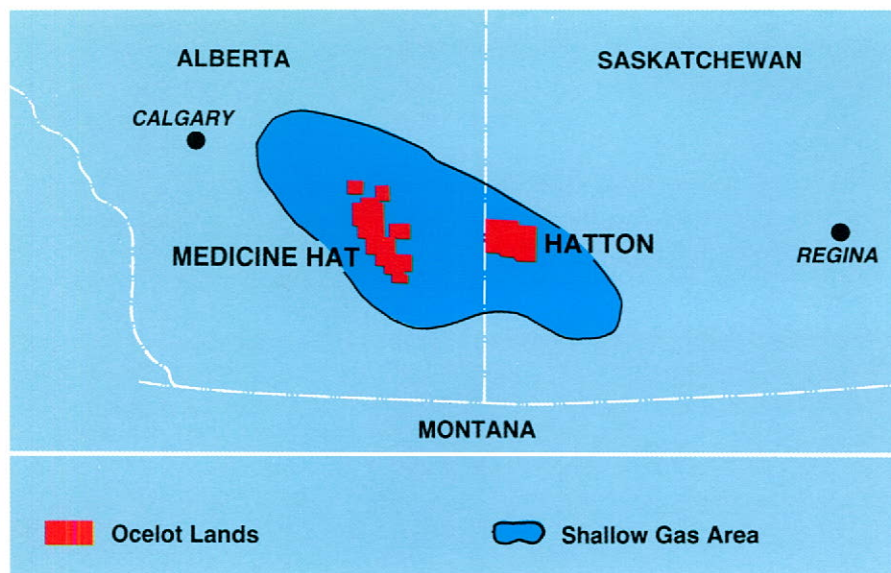 ALBERTA
SASKATCHEWAN
CALGARY
MEDICINE HAT
HATTON
REGINA
MONTANA
Ocelot Lands
Shallow Gas Area